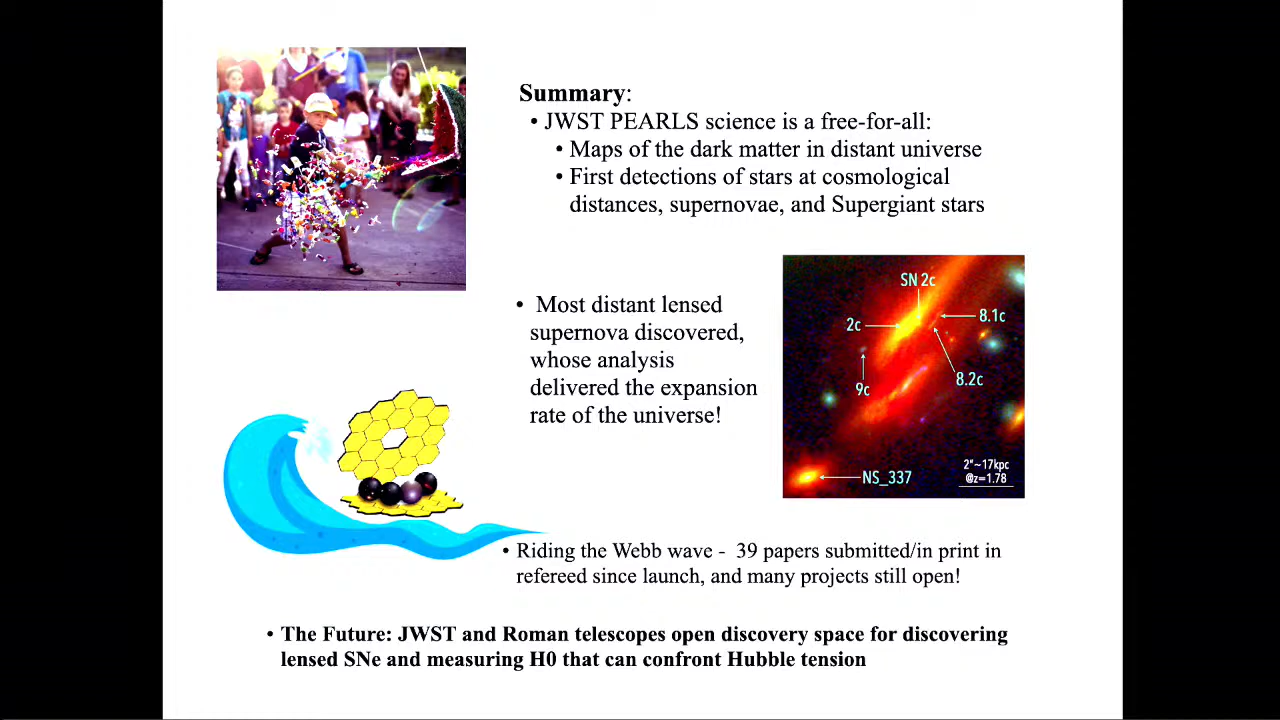 Summary:
• JWST PEARLS science is a free-for-all:
• Maps of the dark matter in distant universe
• First detections of stars at cosmological
distances, supernovae, and Supergiant stars
• Most distant lensed
supernova discovered,
whose analysis
delivered the expansion
rate of the universe!
SN 2c
2c
8.1c
9c
8.2c
NS_337
2"~17kpc
@z=1.78
• Riding the Webb wave - 39 papers submitted/in print in
refereed since launch, and many projects still open!
• The Future: JWST and Roman telescopes open discovery space for discovering
lensed SNe and measuring H0 that can confront Hubble tension